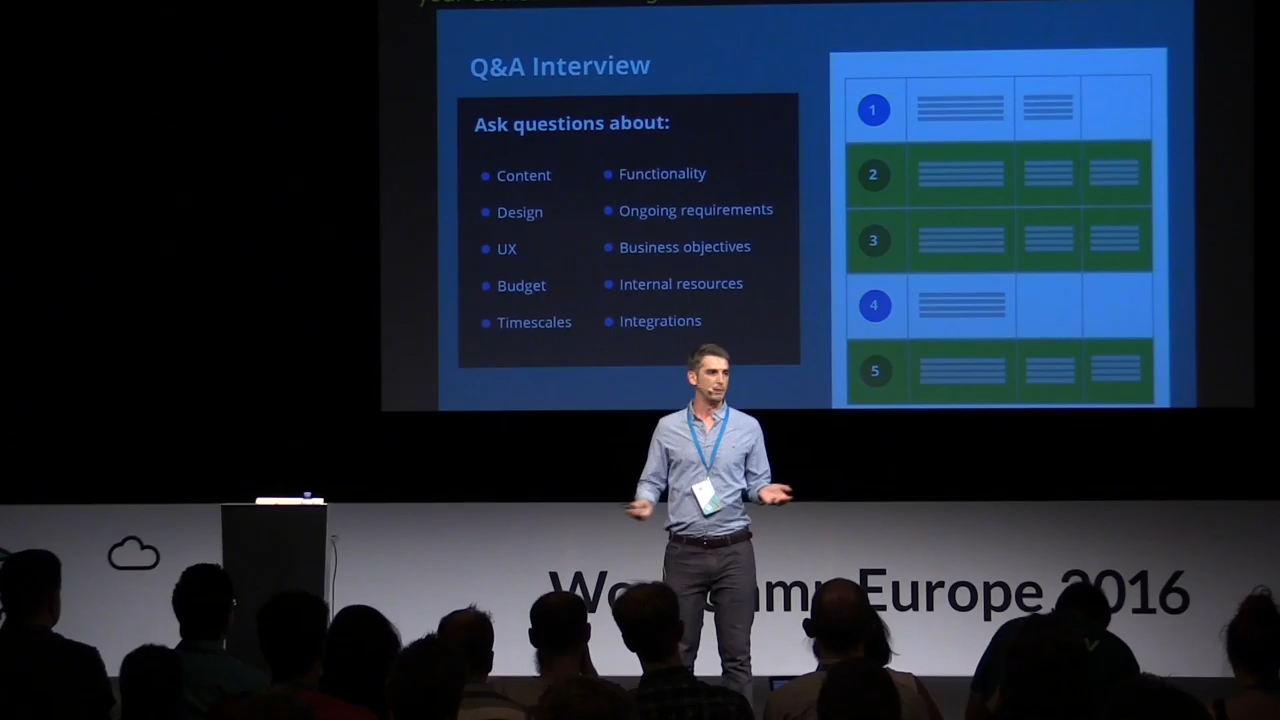 Q&A Interview
Ask questions about:
Content
Design
UX
Budget
Timescales
Functionality
Ongoing requirements
Business objectives
Internal resources
Integrations
1
2
3
4
5
Europe 2016